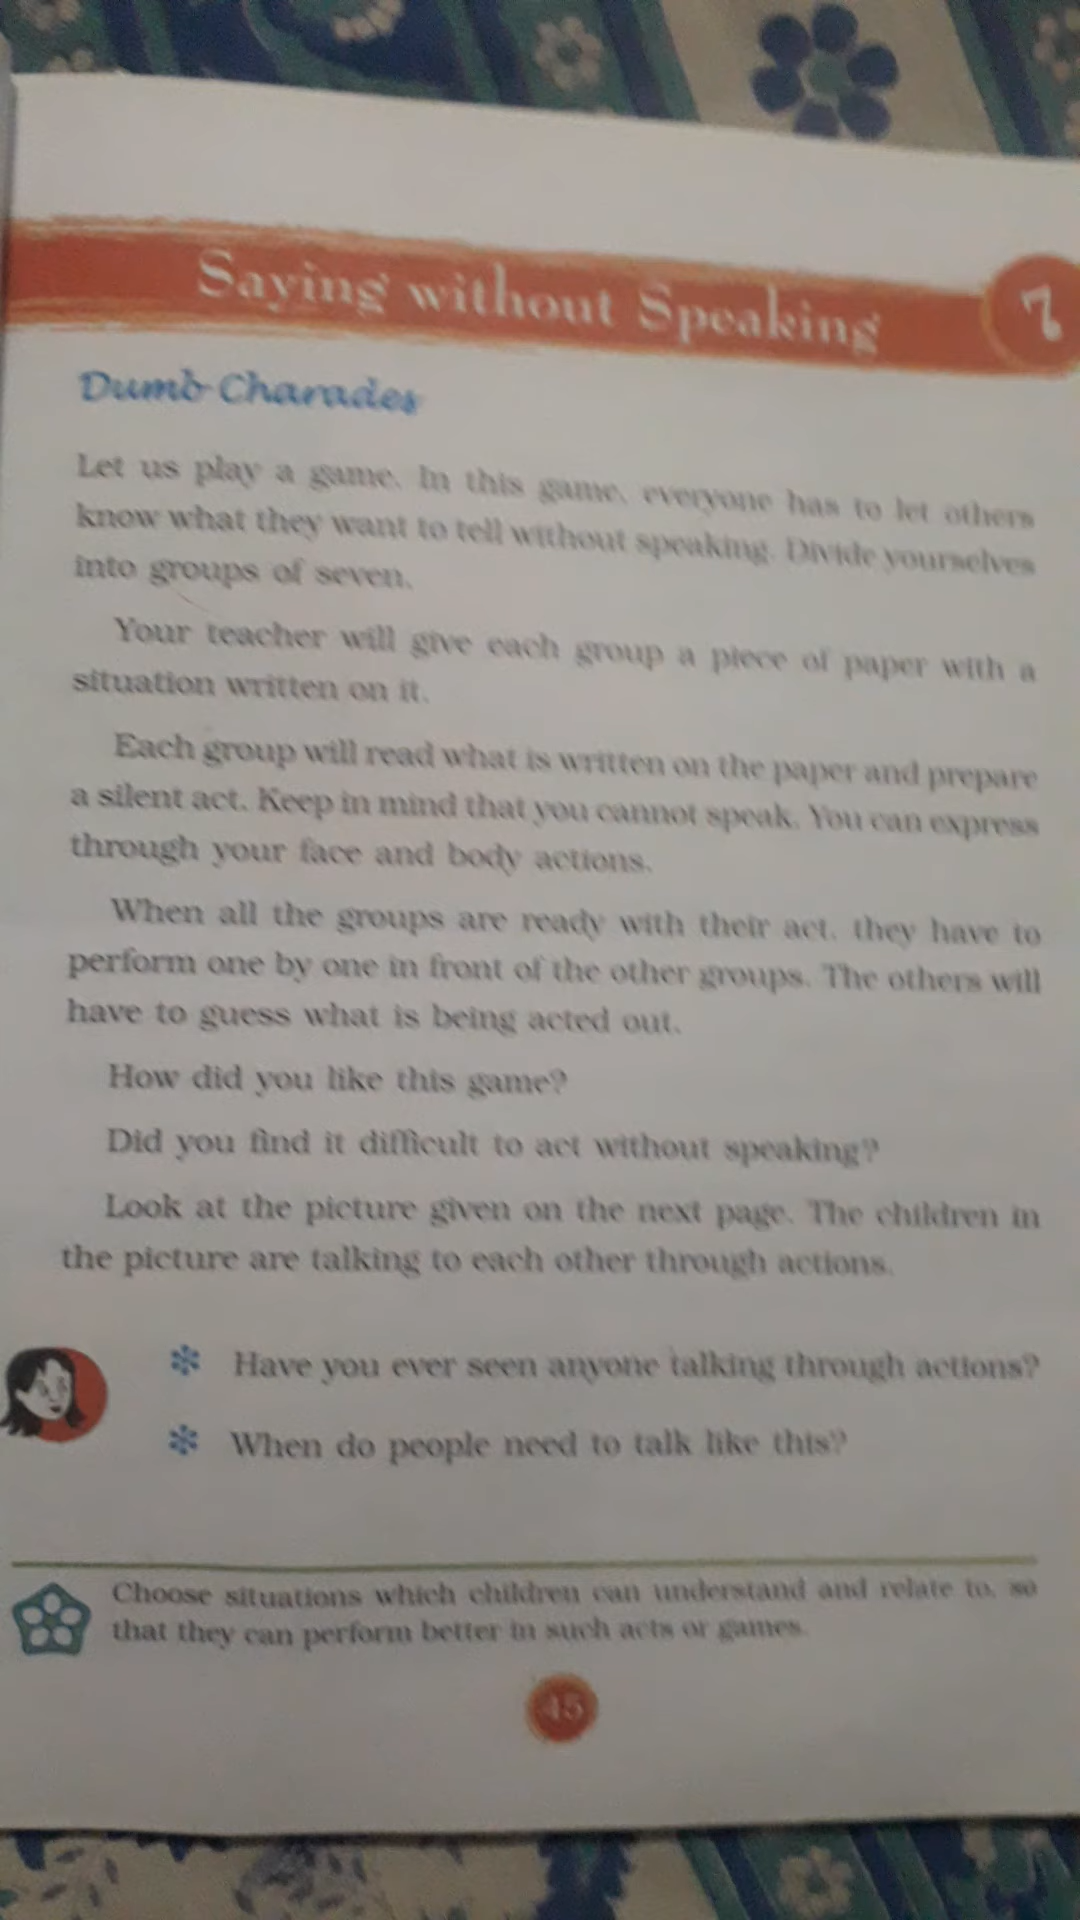 Saying without Speaking
7
Dumb Charades
Let us play a game. In this game, everyone has to let others
know what they want to tell without speaking. Divide yourselves
into groups of seven.
Your teacher will give each group a piece of paper with a
situation written on it.
Each group will read what is written on the paper and prepare
a silent act. Keep in mind that you cannot speak. You can express
through your face and body actions.
When all the groups are ready with their act, they have to
perform one by one in front of the other groups. The others will
have to guess what is being acted out.
How did you like this game?
Did you find it difficult to act without speaking?
Look at the picture given on the next page. The children in
the picture are talking to each other through actions.
Have you ever seen anyone talking through actions?
When do people need to talk like this?
Choose situations which children can understand and relate to, so
that they can perform better in such acts or games.
45